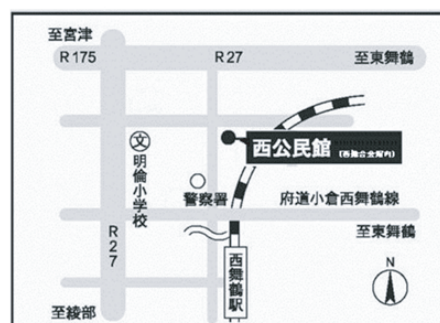 至宮津
R175
R27
至東舞鶴
文
明倫小学校
西公民館
警察署
府道小倉西舞鶴線
至東舞鶴
R27
西舞鶴駅
N
至綾部